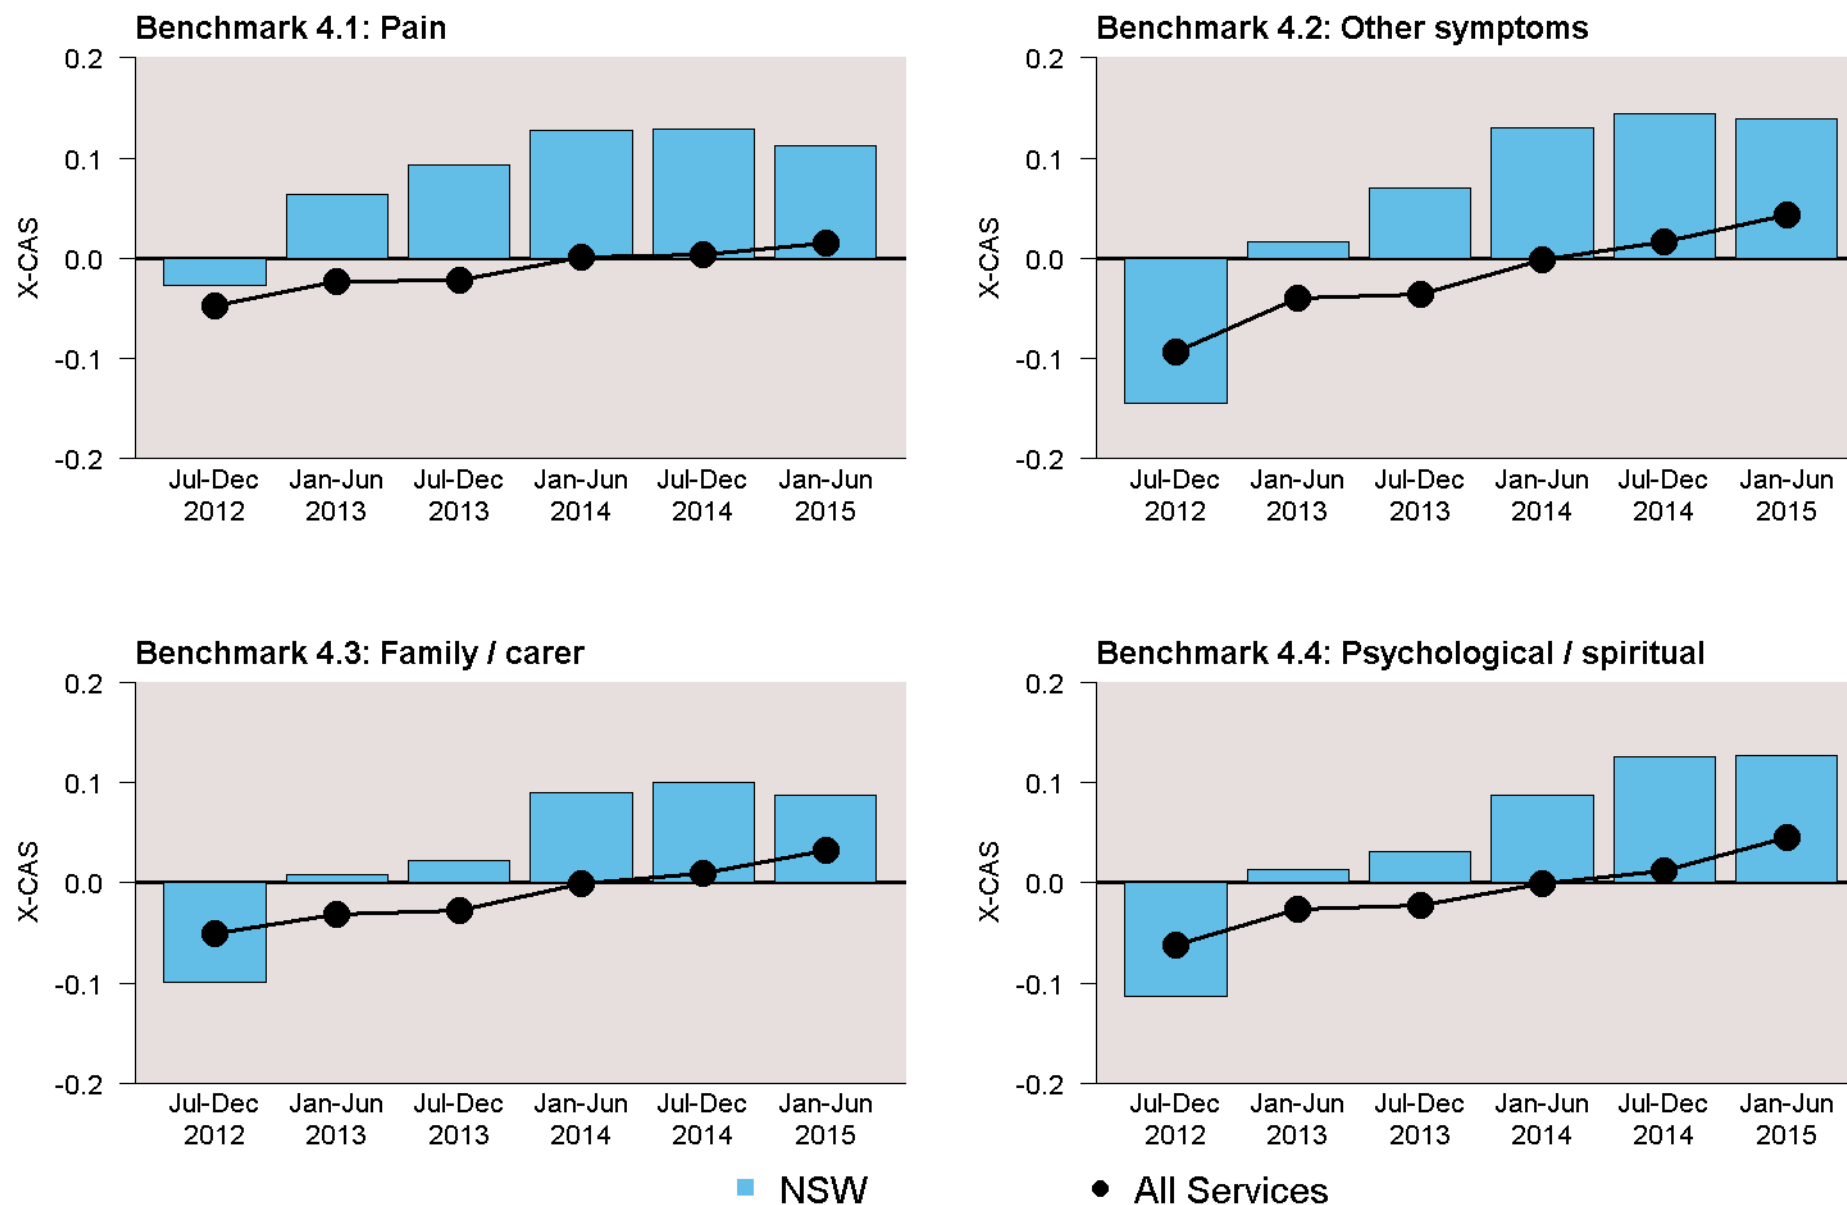 Benchmark 4.1: Pain
0.2
0.1
0.0
-0.1
-0.2
X-CAS
Jul-Dec Jan-Jun Jul-Dec Jan-Jun Jul-Dec Jan-Jun
2012 2013 2013 2014 2014 2015
Benchmark 4.2: Other symptoms
0.2
0.1
0.0
-0.1
-0.2
X-CAS
Jul-Dec Jan-Jun Jul-Dec Jan-Jun Jul-Dec Jan-Jun
2012 2013 2013 2014 2014 2015
Benchmark 4.3: Family / carer
0.2
0.1
0.0
-0.1
-0.2
X-CAS
Jul-Dec Jan-Jun Jul-Dec Jan-Jun Jul-Dec Jan-Jun
2012 2013 2013 2014 2014 2015
Benchmark 4.4: Psychological / spiritual
0.2
0.1
0.0
-0.1
-0.2
X-CAS
Jul-Dec Jan-Jun Jul-Dec Jan-Jun Jul-Dec Jan-Jun
2012 2013 2013 2014 2014 2015
NSW
All Services